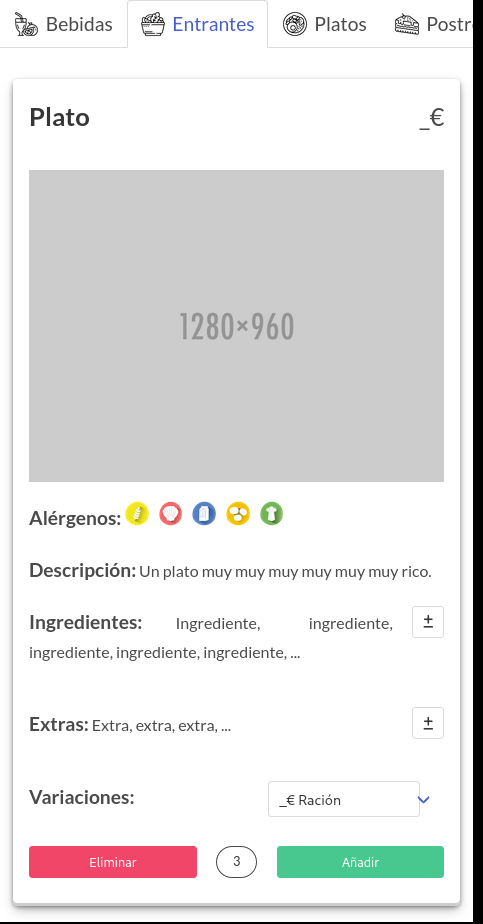 Bebidas Entrantes Platos Postr
Plato _€
1280×960
Alérgenos:
Descripción: Un plato muy muy muy muy muy muy rico.
Ingredientes: Ingrediente, ingrediente, ±
ingrediente, ingrediente, ingrediente, ...
Extras: Extra, extra, extra, ... ±
Variaciones: _€ Ración
Eliminar 3 Añadir